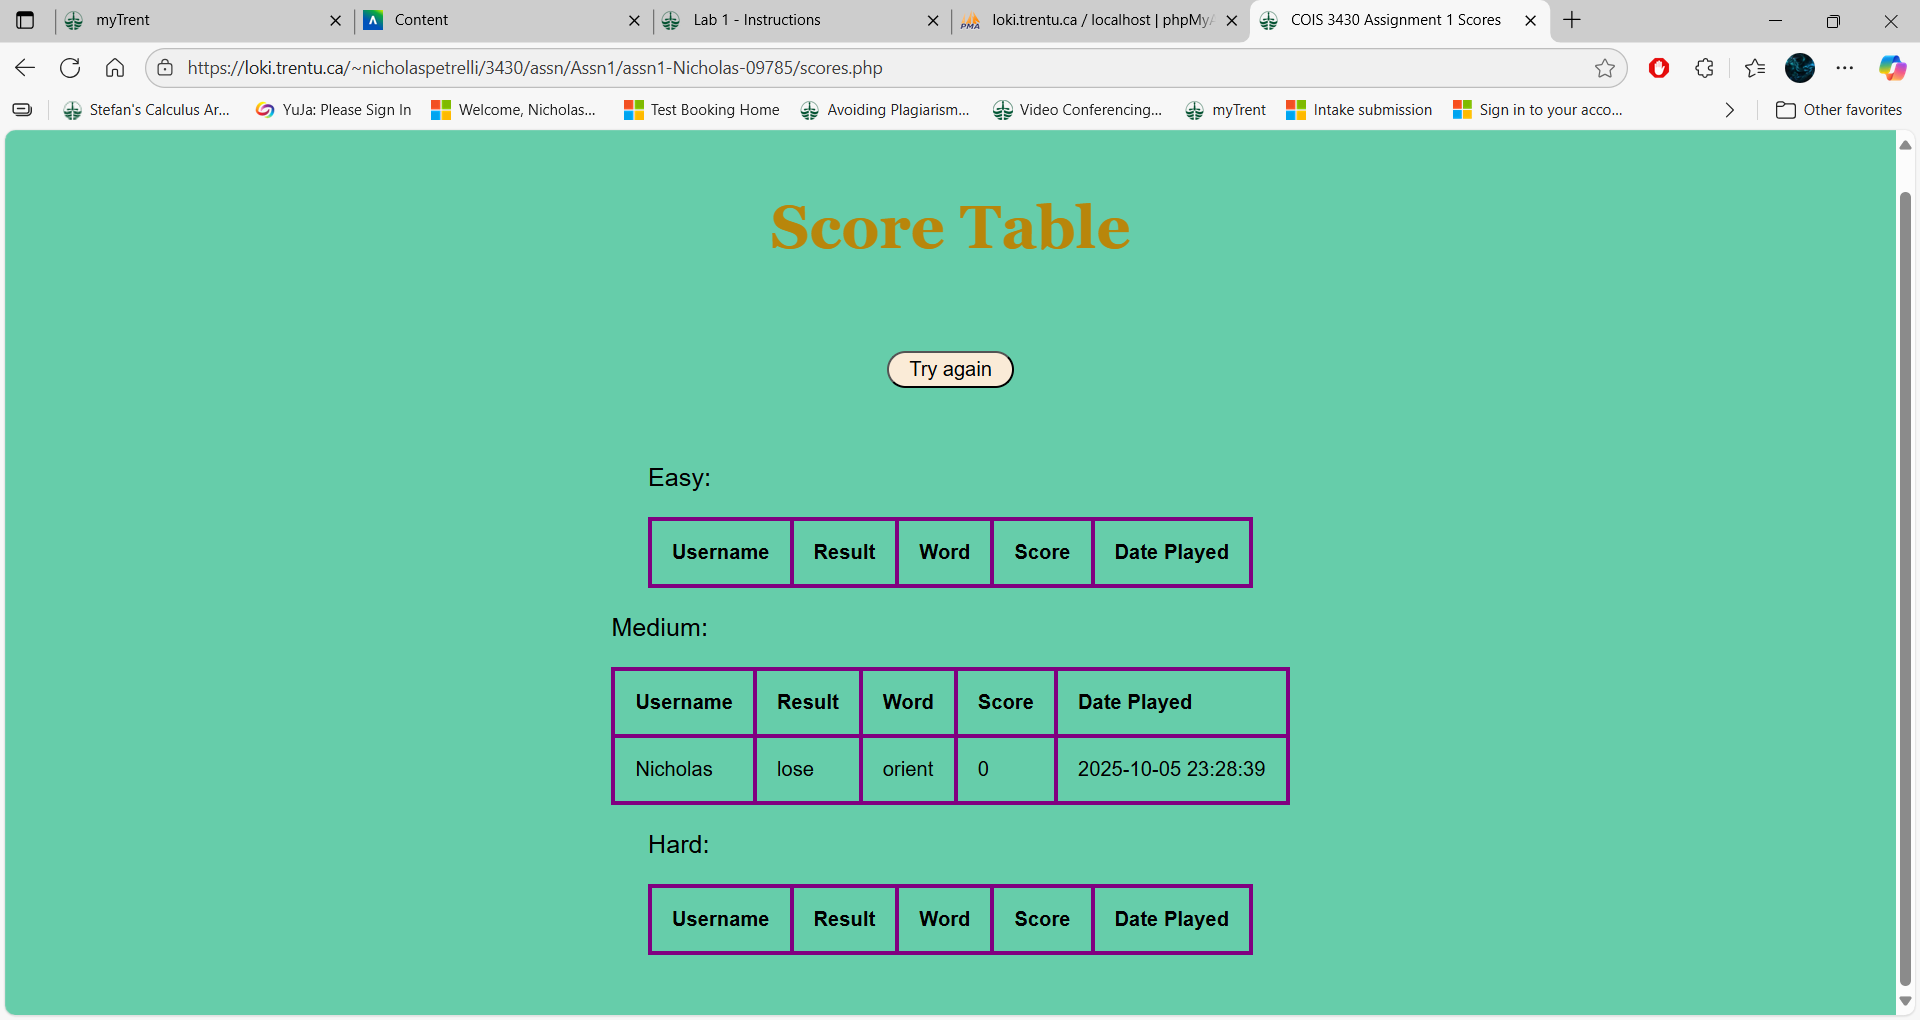 myTrent
Content
Lab 1 - Instructions
loki.trentu.ca / localhost | phpMyA
COIS 3430 Assignment 1 Scores
https://loki.trentu.ca/~nicholaspetrelli/3430/assn/Assn1/assn1-Nicholas-09785/scores.php
Stefan's Calculus Ar...
YuJa: Please Sign In
Welcome, Nicholas...
Test Booking Home
Avoiding Plagiarism...
Video Conferencing...
myTrent
Intake submission
Sign in to your acco...
Other favorites
Score Table
Try again
Easy:
Username Result Word Score Date Played
Medium:
Username Result Word Score Date Played
Nicholas lose orient 0 2025-10-05 23:28:39
Hard:
Username Result Word Score Date Played